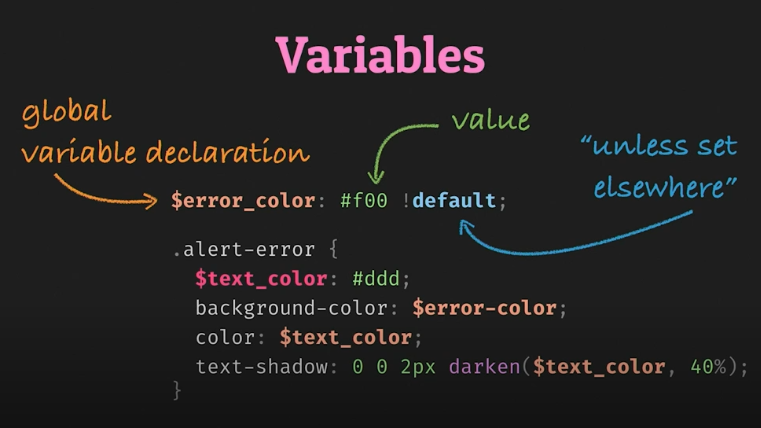 Variables
global
variable declaration
value
“unless set
elsewhere”
$error_color: #f00 !default;
.alert-error {
$text_color: #ddd;
background-color: $error-color;
color: $text_color;
text-shadow: 0 0 2px darken($text_color, 40%);
}